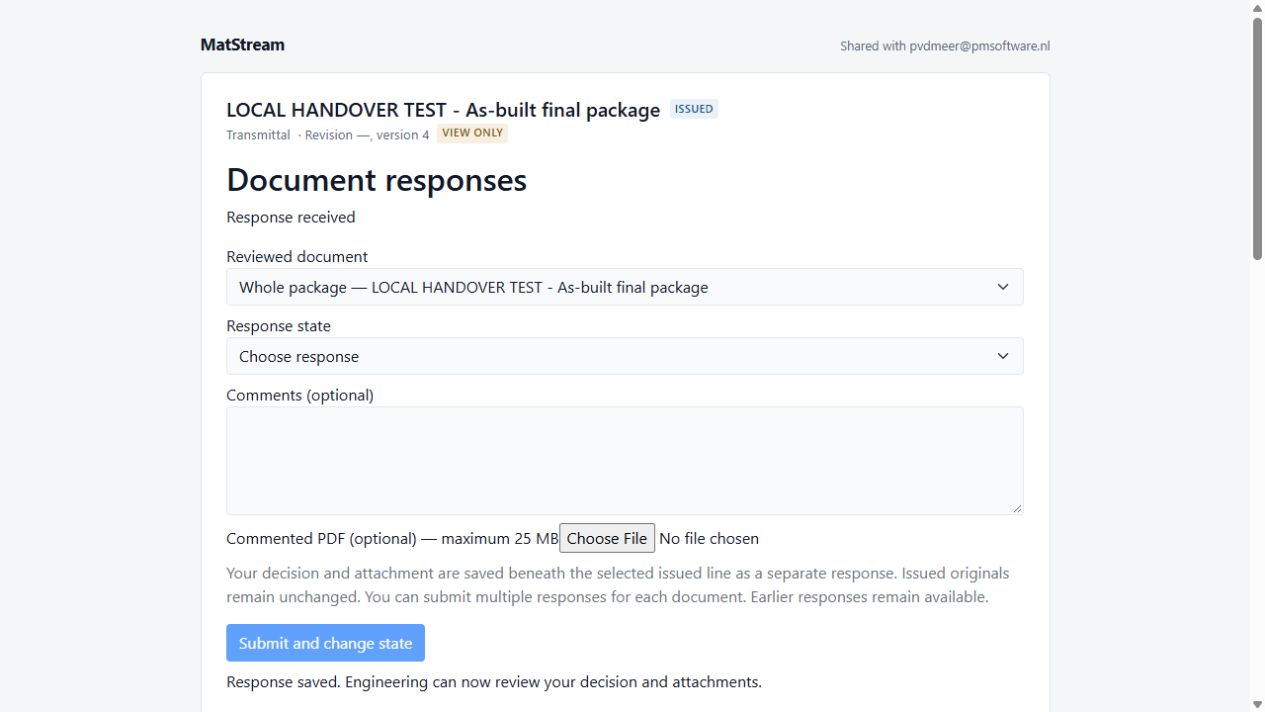 MatStream
Shared with pvdmeer@pmsoftware.nl
LOCAL HANDOVER TEST - As-built final package ISSUED
Transmittal · Revision —, version 4 VIEW ONLY
Document responses
Response received
Reviewed document
Whole package — LOCAL HANDOVER TEST - As-built final package
Response state
Choose response
Comments (optional)
Commented PDF (optional) — maximum 25 MB Choose File No file chosen
Your decision and attachment are saved beneath the selected issued line as a separate response. Issued originals
remain unchanged. You can submit multiple responses for each document. Earlier responses remain available.
Submit and change state
Response saved. Engineering can now review your decision and attachments.